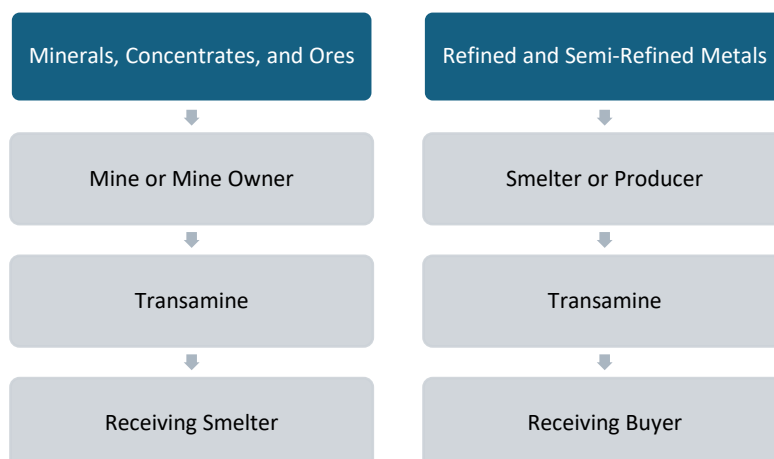 Minerals, Concentrates, and Ores
Mine or Mine Owner
Transamine
Receiving Smelter
Refined and Semi-Refined Metals
Smelter or Producer
Transamine
Receiving Buyer